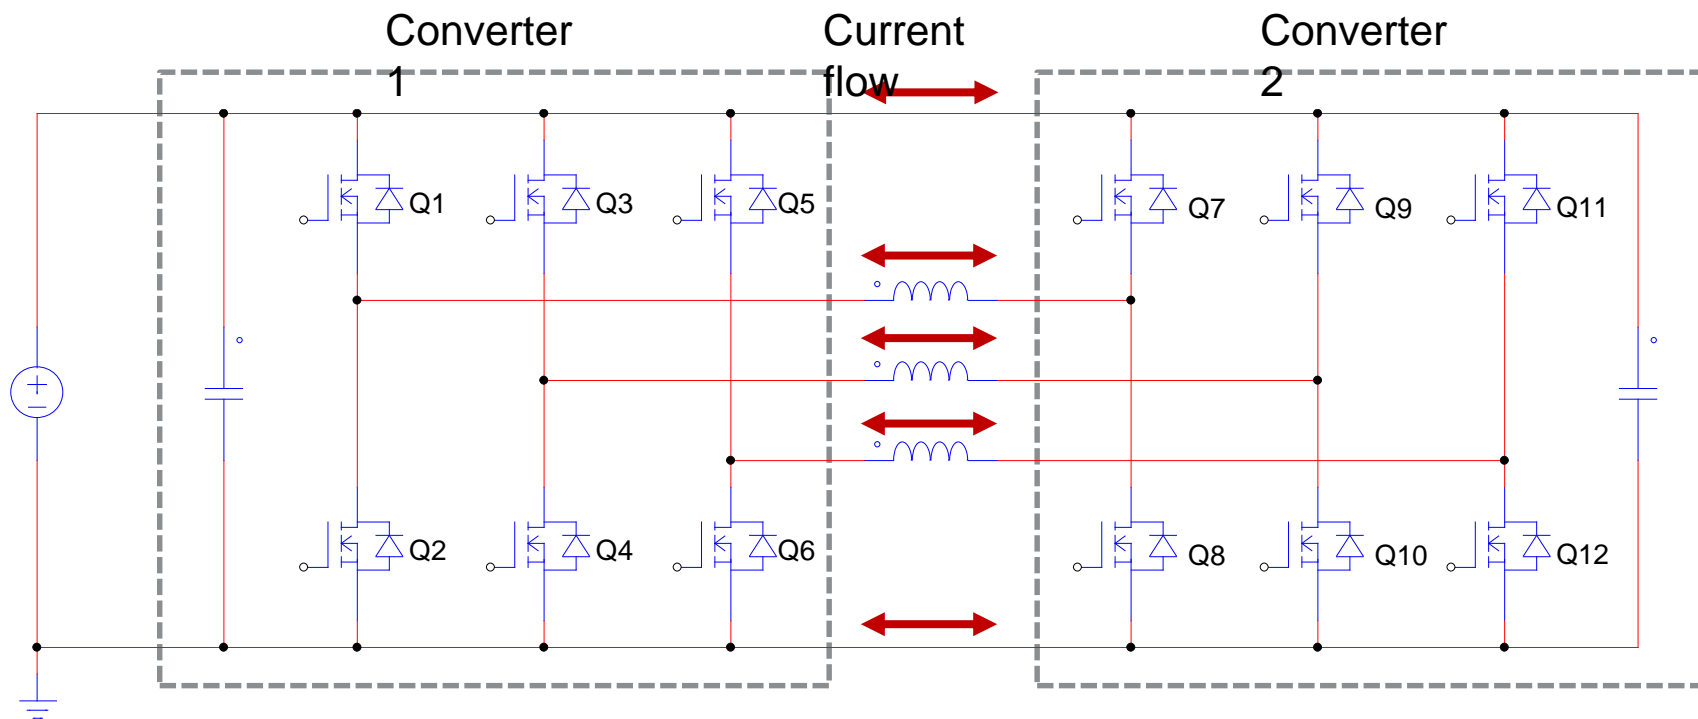 Converter
1
Current
flow
Converter
2
Q1
Q3
Q5
Q7
Q9
Q11
Q2
Q4
Q6
Q8
Q10
Q12